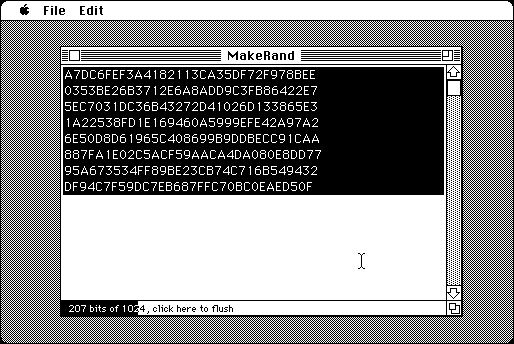 File Edit
MakeRand
A7DC6FEF3A4182113CA35DF72F978BEE
0353BE26B3712E6A8ADD9C3FB86422E7
5EC7031DC36B43272D41026D133865E3
1A22538FD1E169460A5999EFE42A97A2
6E50D8D61965C408699B9DDBECC91CAA
887FA1E02C5ACF59AACA4DA080E8DD77
95A673534FF89BE23CB74C716B549432
DF94C7F59DC7EB687FFC70BC0EAED50F
207 bits of 1024, click here to flush